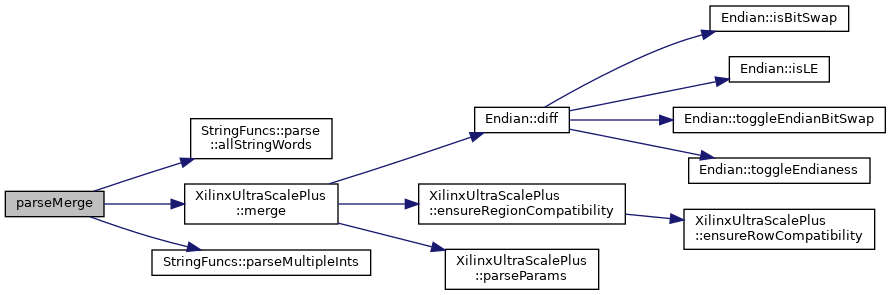 parseMerge
StringFuncs::parse
::allStringWords
XilinxUltraScalePlus
::merge
StringFuncs::parseMultipleInts
Endian::diff
XilinxUltraScalePlus
::ensureRegionCompatibility
XilinxUltraScalePlus
::parseParams
Endian::isBitSwap
Endian::isLE
Endian::toggleEndianBitSwap
Endian::toggleEndianess
XilinxUltraScalePlus
::ensureRowCompatibility